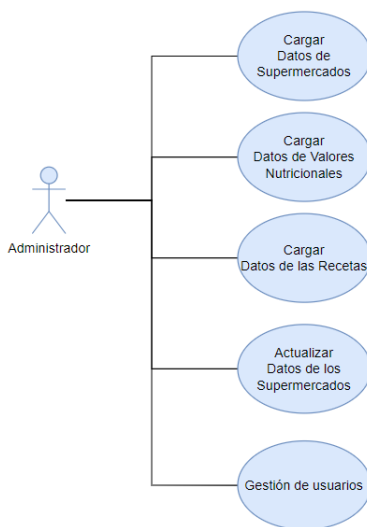 Cargar
Datos de
Supermercados
Cargar
Datos de Valores
Nutricionales
Administrador
Cargar
Datos de las Recetas
Actualizar
Datos de los
Supermercados
Gestión de usuarios